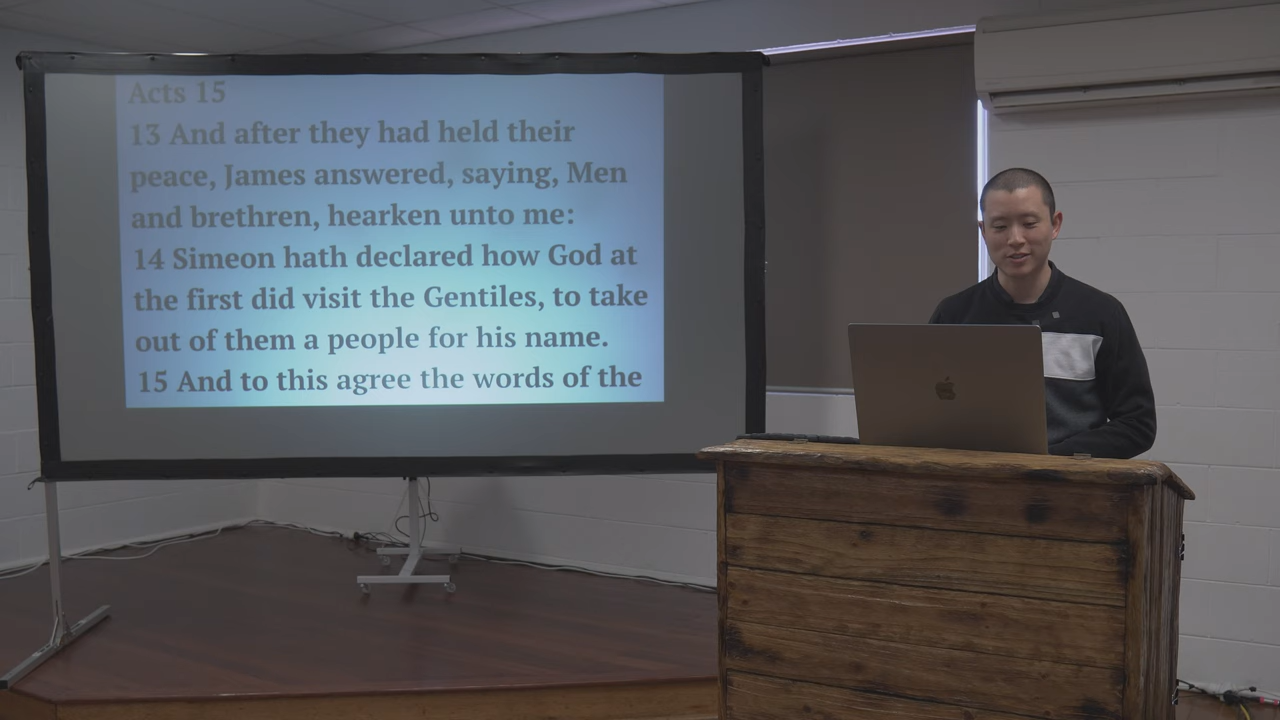 Acts 15
13 And after they had held their
peace, James answered, saying, Men
and brethren, hearken unto me:
14 Simeon hath declared how God at
the first did visit the Gentiles, to take
out of them a people for his name.
15 And to this agree the words of the